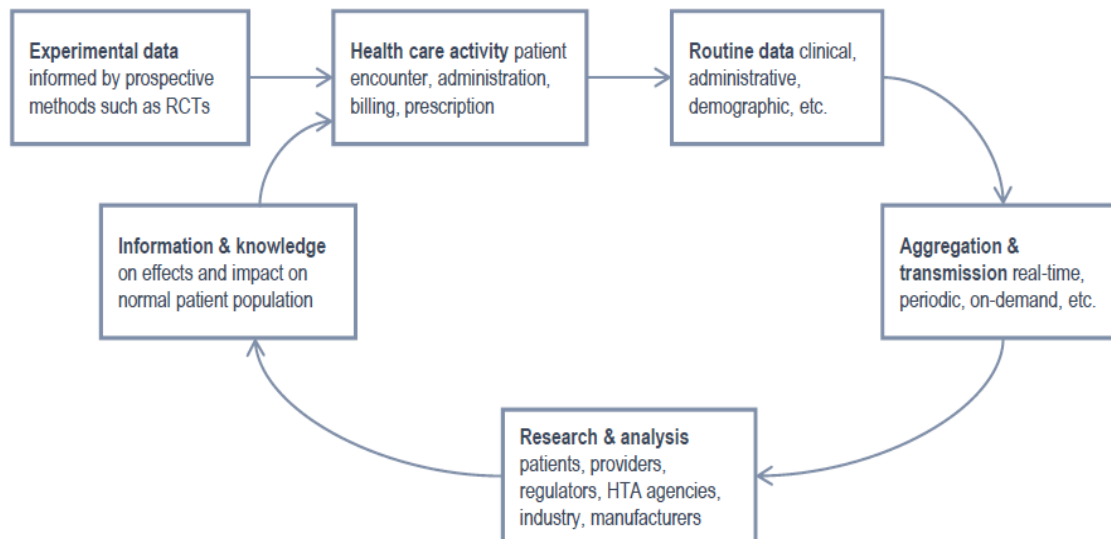 Experimental data
informed by prospective
methods such as RCTs
Health care activity patient
encounter, administration,
billing, prescription
Routine data clinical,
administrative,
demographic, etc.
Information & knowledge
on effects and impact on
normal patient population
Aggregation &
transmission real-time,
periodic, on-demand, etc.
Research & analysis
patients, providers,
regulators, HTA agencies,
industry, manufacturers